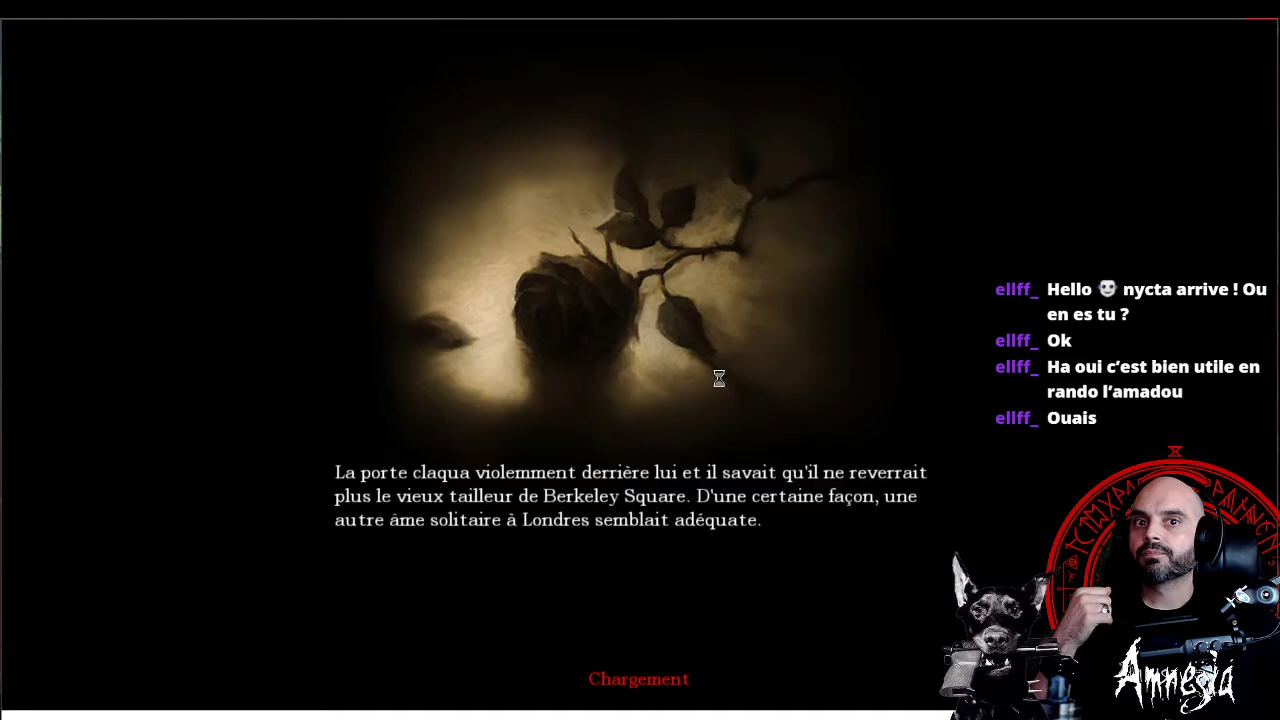 ellff_ Hello nycta arrive ! Ou
en es tu ?
ellff_ Ok
ellff_ Ha oui c’est bien utile en
rando l’amadou
ellff_ Ouais
La porte claqua violemment derrière lui et il savait qu'il ne reverrait
plus le vieux tailleur de Berkeley Square. D'une certaine façon, une
autre âme solitaire à Londres semblait adéquate.
Chargement
Amnesia